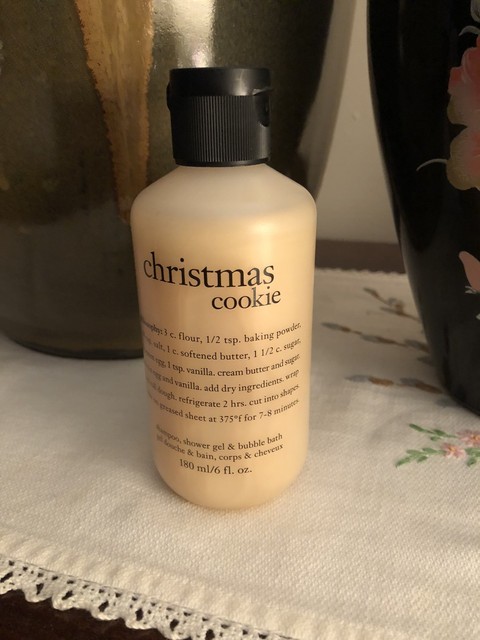 christmas
cookie
3 c. flour, 1/2 tsp. baking powder,
salt, 1 c. softened butter, 1 1/2 c. sugar,
egg, 1 tsp. vanilla. cream butter and sugar.
egg and vanilla. add dry ingredients. wrap
dough. refrigerate 2 hrs. cut into shapes.
greased sheet at 375°f for 7-8 minutes.
shampoo, shower gel & bubble bath
douche & bain, corps & cheveux
180 ml/6 fl. oz.